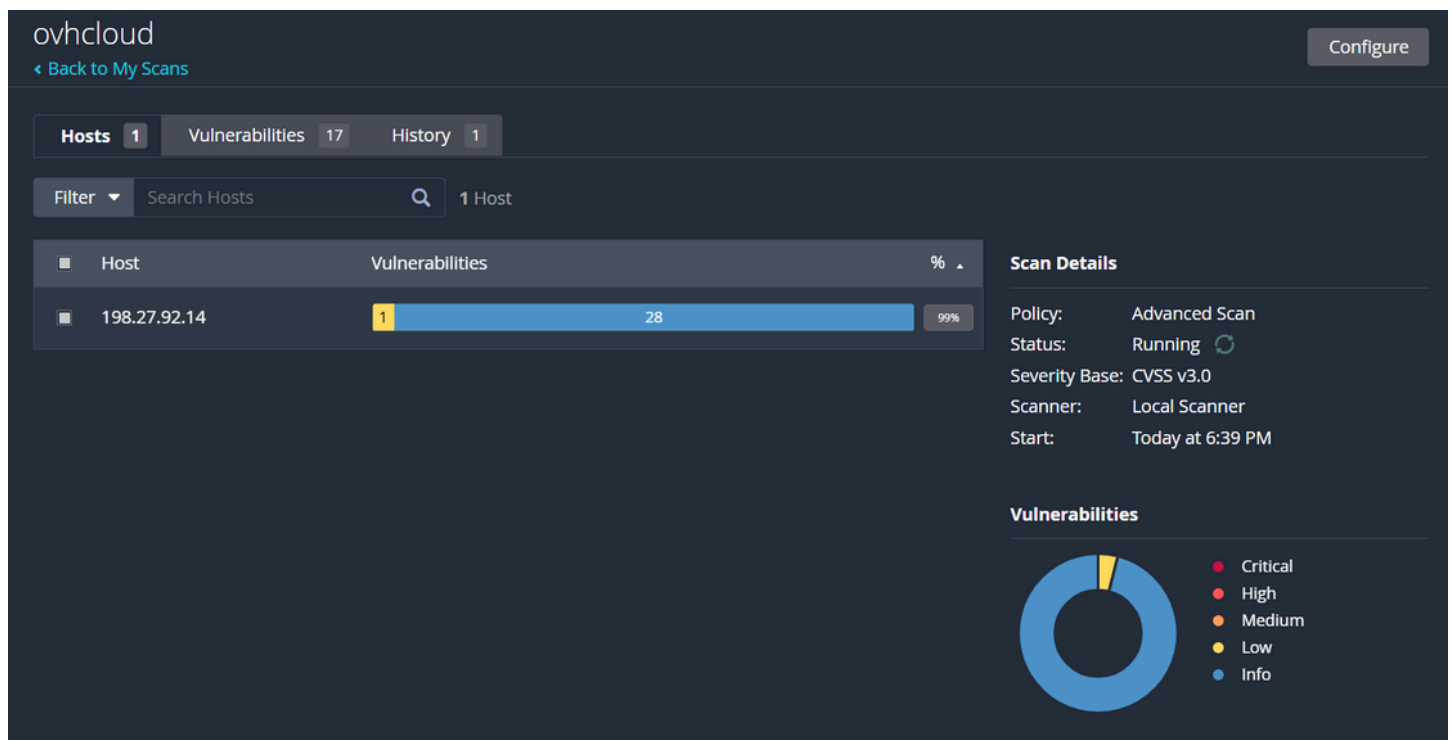 ovhcloud
Configure
Back to My Scans
Hosts 1 Vulnerabilities 17 History 1
Filter Search Hosts 1 Host
Host Vulnerabilities %
198.27.92.14 1 28 99%
Scan Details
Policy: Advanced Scan
Status: Running
Severity Base: CVSS v3.0
Scanner: Local Scanner
Start: Today at 6:39 PM
Vulnerabilities
Critical
High
Medium
Low
Info